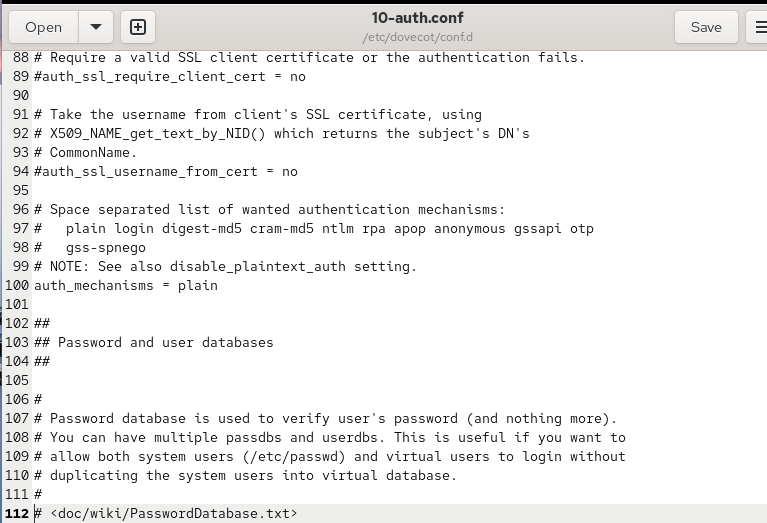 Open
10-auth.conf
/etc/dovecot/conf.d
Save
88 # Require a valid SSL client certificate or the authentication fails.
89 #auth_ssl_require_client_cert = no
90
91 # Take the username from client's SSL certificate, using
92 # X509_NAME_get_text_by_NID() which returns the subject's DN's
93 # CommonName.
94 #auth_ssl_username_from_cert = no
95
96 # Space separated list of wanted authentication mechanisms:
97 #   plain login digest-md5 cram-md5 ntlm rpa apop anonymous gssapi otp
98 #   gss-spnego
99 # NOTE: See also disable_plaintext_auth setting.
100 auth_mechanisms = plain
101
102 ##
103 ## Password and user databases
104 ##
105
106 #
107 # Password database is used to verify user's password (and nothing more).
108 # You can have multiple passdbs and userdbs. This is useful if you want to
109 # allow both system users (/etc/passwd) and virtual users to login without
110 # duplicating the system users into virtual database.
111 #
112 # <doc/wiki/PasswordDatabase.txt>